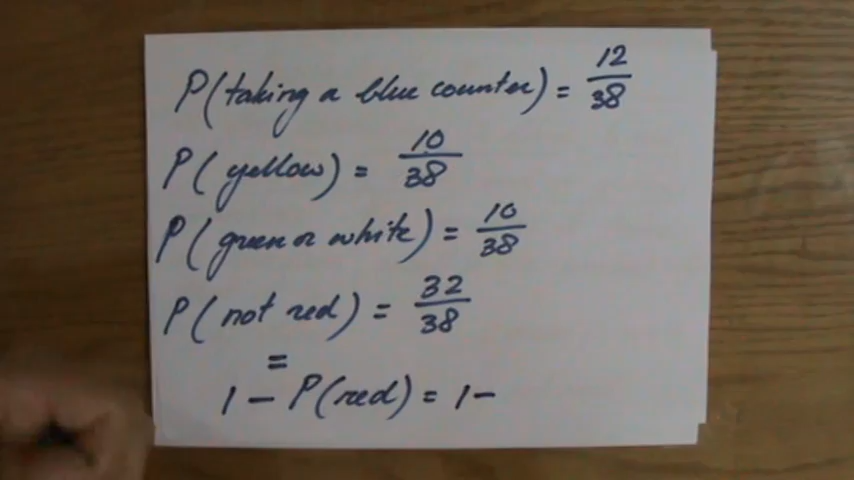 P(taking a blue counter) = 12/38
P(yellow) = 10/38
P(green or white) = 10/38
P(not red) = 32/38
=
1 - P(red) = 1 -